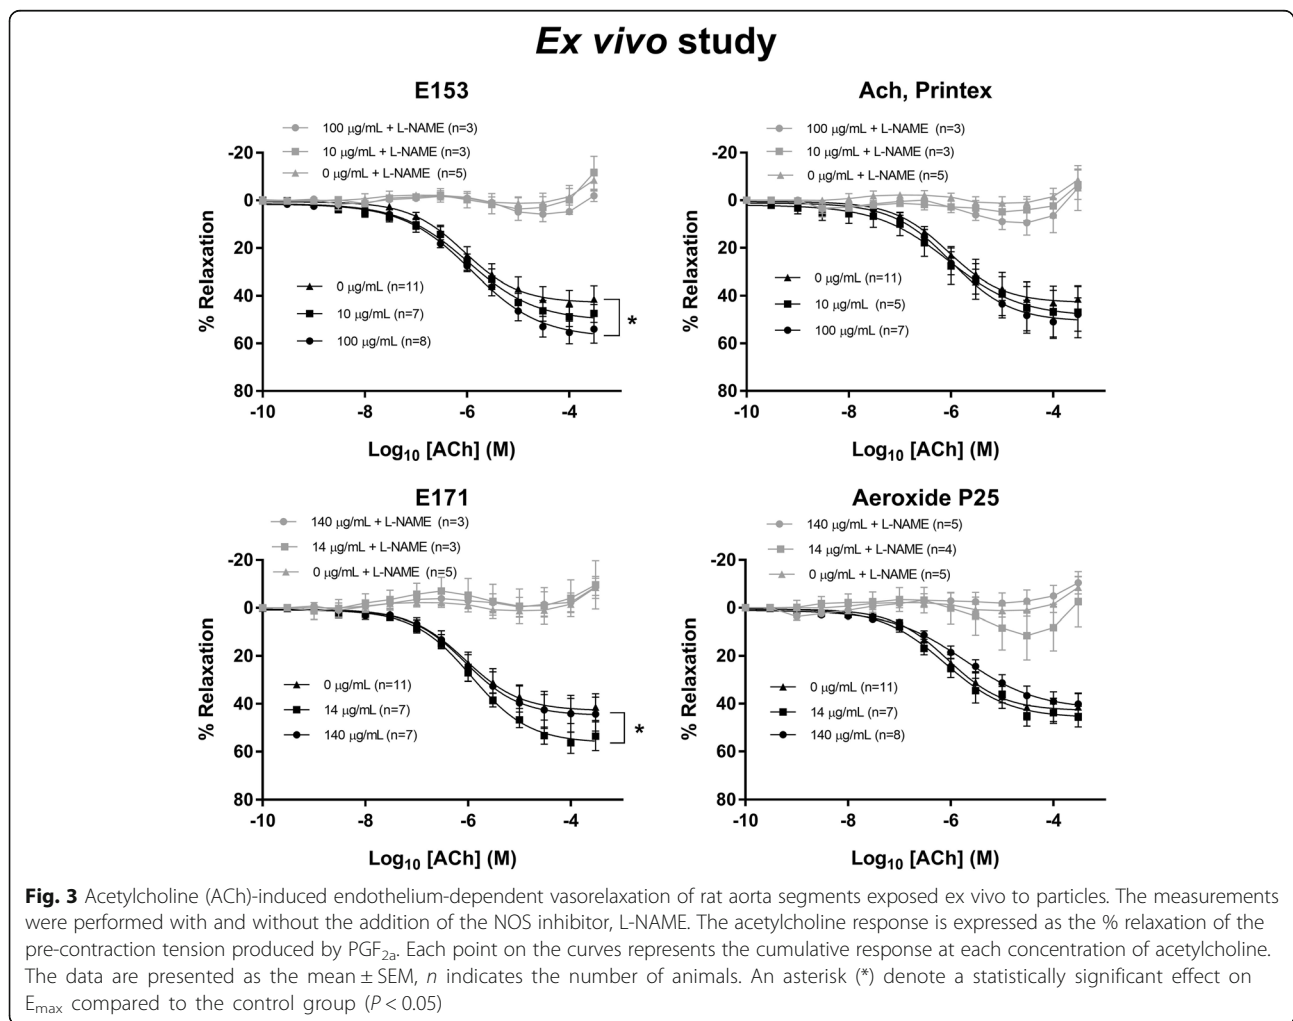 Ex vivo study
E153
100 μg/mL + L-NAME (n=3)
10 μg/mL + L-NAME (n=3)
0 μg/mL + L-NAME (n=5)
-20
0
20
40
60
80
% Relaxation
0 μg/mL (n=11)
10 μg/mL (n=7)
100 μg/mL (n=8)
*
-10
-8
-6
-4
Log10 [ACh] (M)
Ach, Printex
100 μg/mL + L-NAME (n=3)
10 μg/mL + L-NAME (n=3)
0 μg/mL + L-NAME (n=5)
-20
0
20
40
60
80
% Relaxation
0 μg/mL (n=11)
10 μg/mL (n=5)
100 μg/mL (n=7)
-10
-8
-6
-4
Log10 [ACh] (M)
E171
140 μg/mL + L-NAME (n=3)
14 μg/mL + L-NAME (n=3)
0 μg/mL + L-NAME (n=5)
-20
0
20
40
60
80
% Relaxation
0 μg/mL (n=11)
14 μg/mL (n=7)
140 μg/mL (n=7)
*
-10
-8
-6
-4
Log10 [ACh] (M)
Aeroxide P25
140 μg/mL + L-NAME (n=5)
14 μg/mL + L-NAME (n=4)
0 μg/mL + L-NAME (n=5)
-20
0
20
40
60
80
% Relaxation
0 μg/mL (n=11)
14 μg/mL (n=7)
140 μg/mL (n=8)
-10
-8
-6
-4
Log10 [ACh] (M)
Fig. 3 Acetylcholine (ACh)-induced endothelium-dependent vasorelaxation of rat aorta segments exposed ex vivo to particles. The measurements
were performed with and without the addition of the NOS inhibitor, L-NAME. The acetylcholine response is expressed as the % relaxation of the
pre-contraction tension produced by PGF2a. Each point on the curves represents the cumulative response at each concentration of acetylcholine.
The data are presented as the mean ± SEM, n indicates the number of animals. An asterisk (*) denote a statistically significant effect on
Emax compared to the control group (P < 0.05)